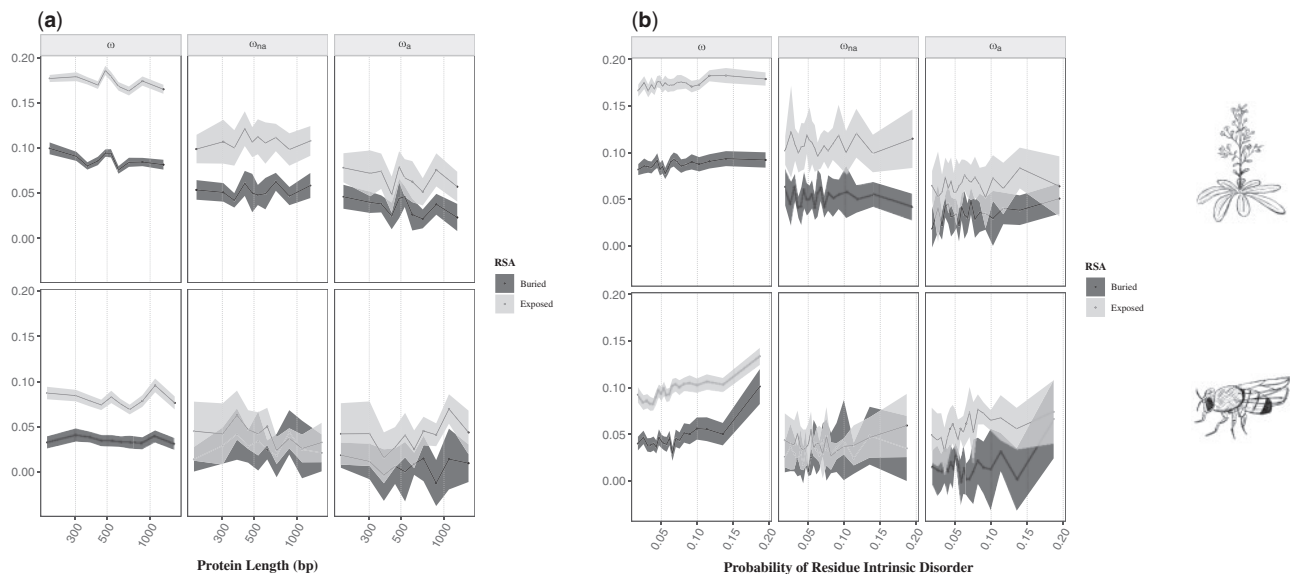 (a)
ω
ωna
ωa
0.20
0.15
0.10
0.05
0.00
0.20
0.15
0.10
0.05
0.00
300
500
1000
300
500
1000
300
500
1000
Protein Length (bp)
RSA
Buried
Exposed
(b)
ω
ωna
ωa
0.20
0.15
0.10
0.05
0.00
0.20
0.15
0.10
0.05
0.00
0.05
0.10
0.15
0.20
0.05
0.10
0.15
0.20
0.05
0.10
0.15
0.20
Probability of Residue Intrinsic Disorder
RSA
Buried
Exposed